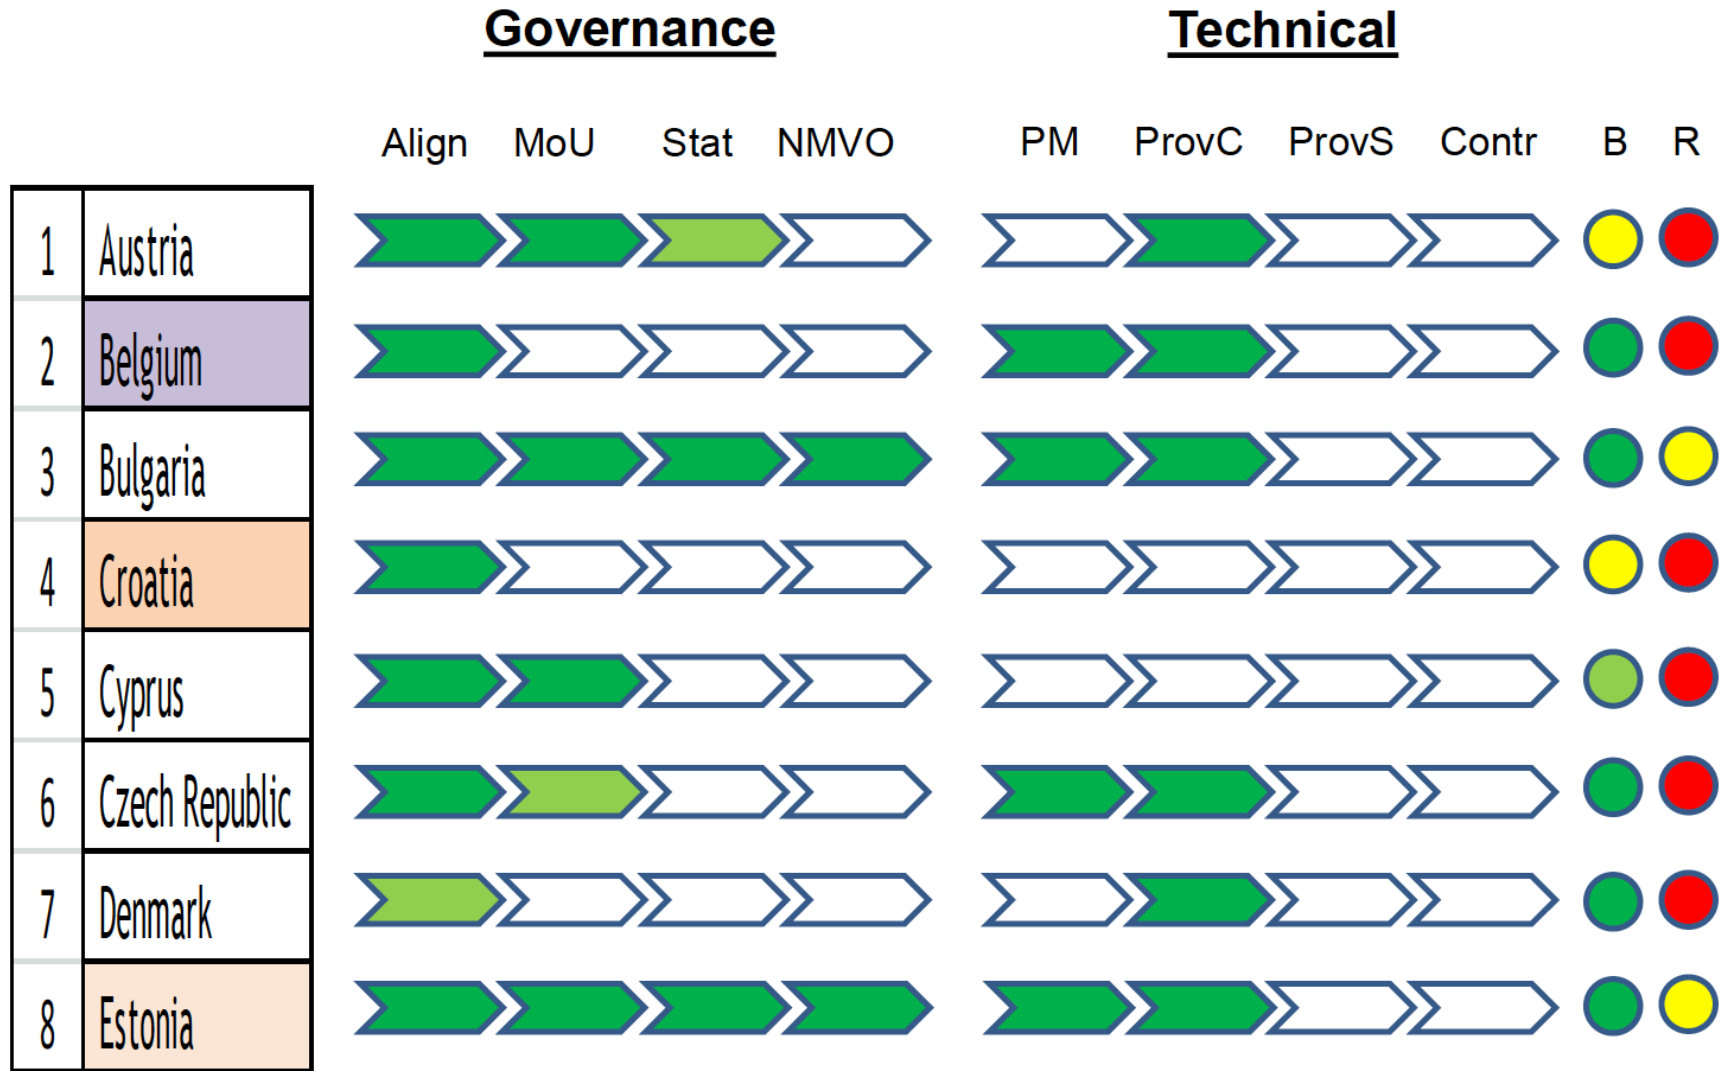 Governance Technical
Align MoU Stat NMVO PM ProvC ProvS Contr B R
1 Austria
2 Belgium
3 Bulgaria
4 Croatia
5 Cyprus
6 Czech Republic
7 Denmark
8 Estonia